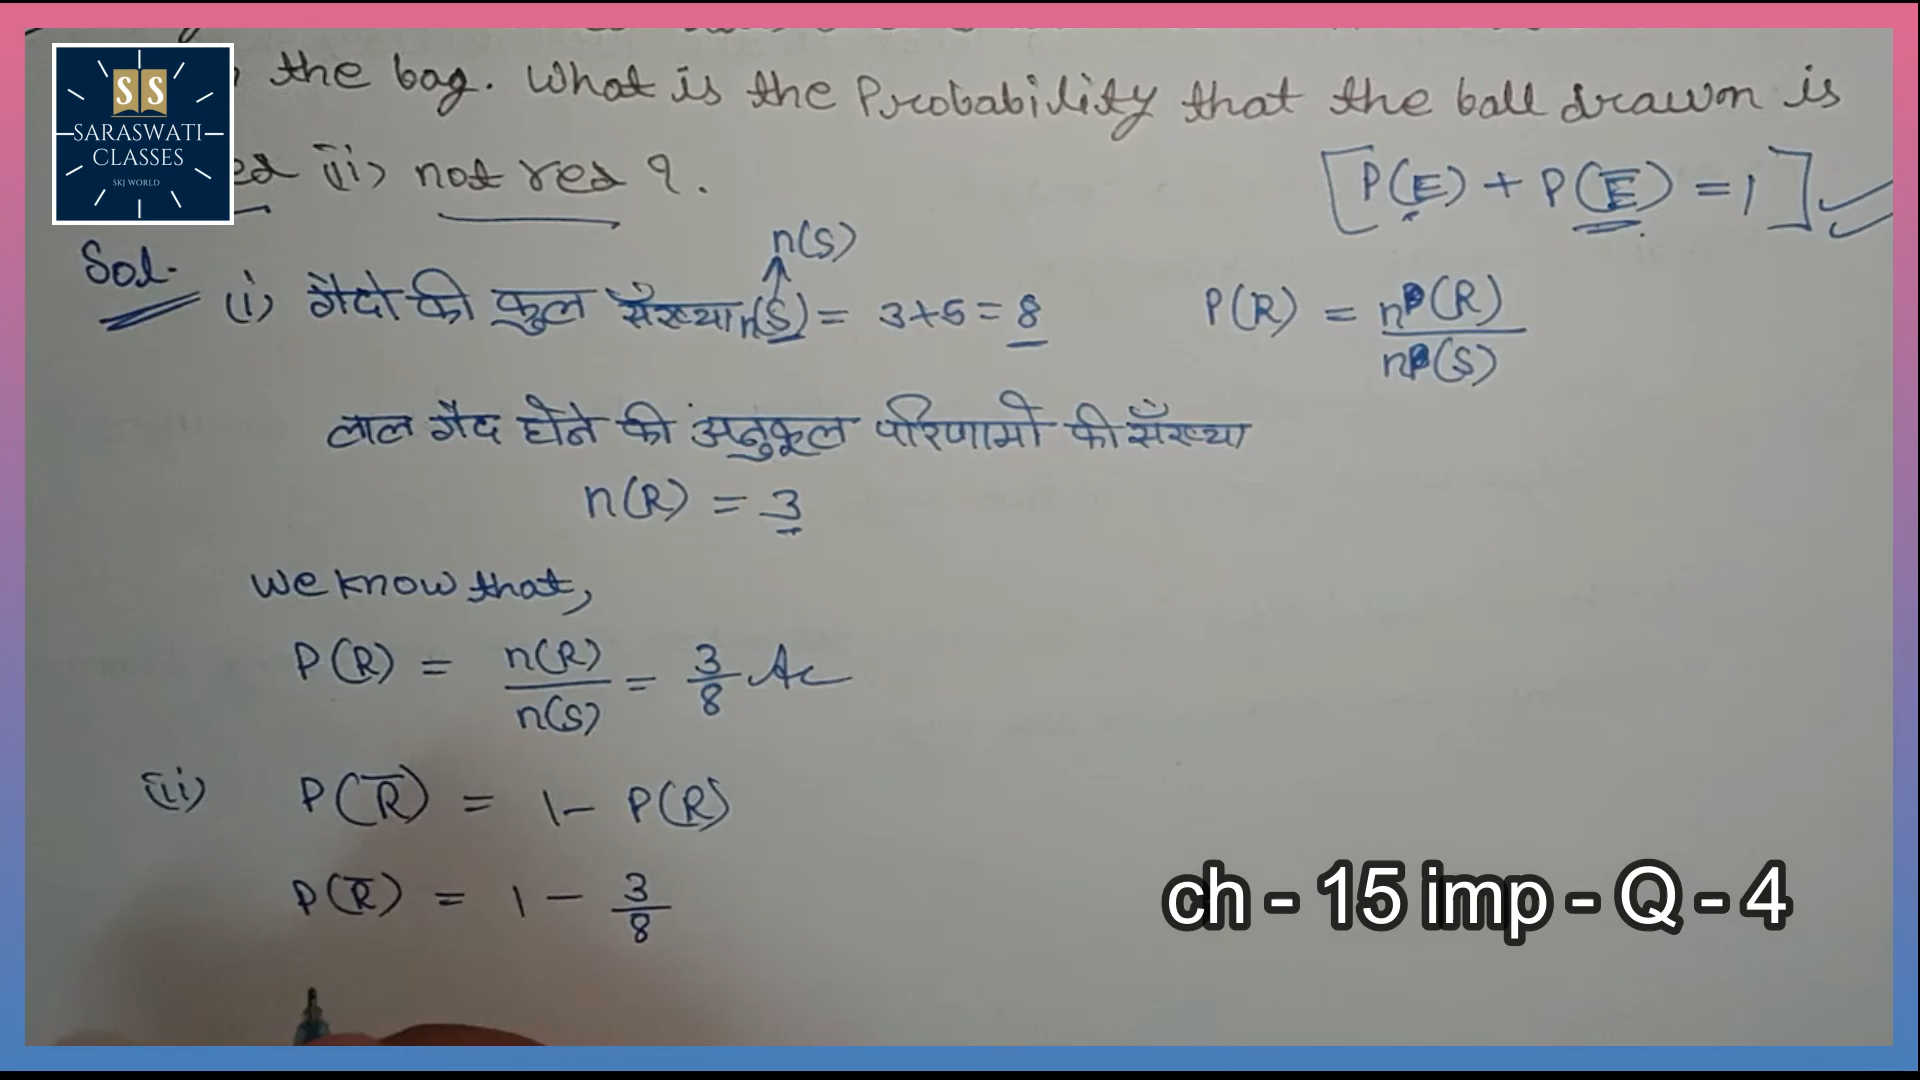 the bag. What is the Probability that the ball drawn is
ed (ii) not red ?.
[P(E) + P(E̅) = 1]
SS
SARASWATI
CLASSES
SKJ WORLD
Sol.
n(S)
(i) गैदो की कुल सँख्या n(S) = 3+5 = 8
P(R) = n(R)
n(S)
लाल गैद होने की अनुकूल परिणामो की सँख्या
n(R) = 3
We know that,
P(R) = n(R)/n(S) = 3/8
(ii) P(R̅) = 1 - P(R)
P(R̅) = 1 - 3/8
ch - 15 imp - Q - 4